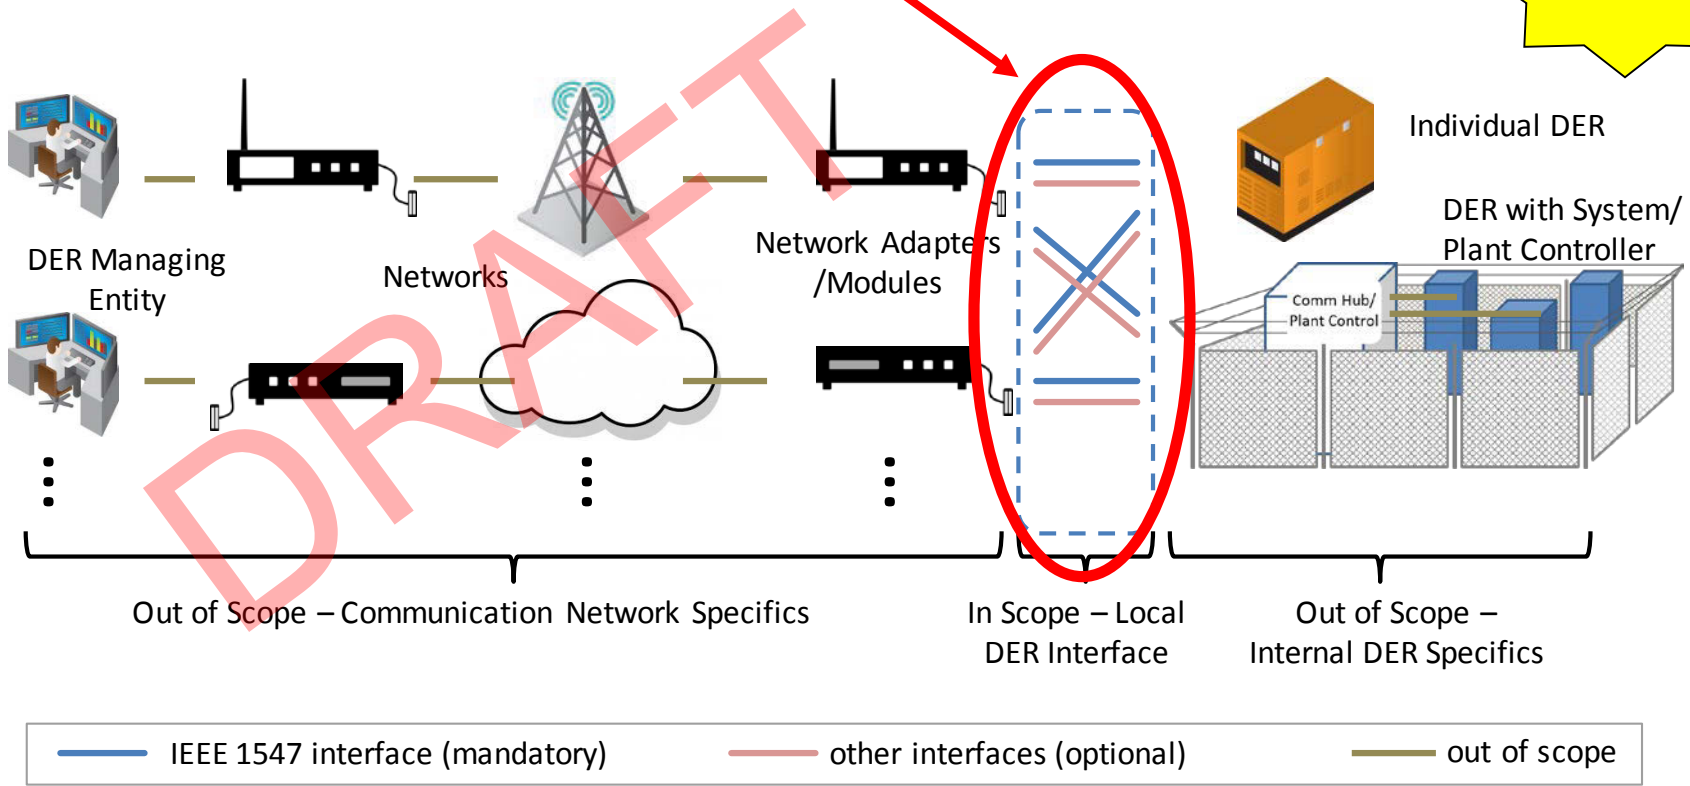 Individual DER
DER with System/
Plant Controller
Network Adapters
/Modules
DER Managing
Entity
Networks
Comm Hub/
Plant Control
DRAFT
Out of Scope – Communication Network Specifics
In Scope – Local
DER Interface
Out of Scope –
Internal DER Specifics
IEEE 1547 interface (mandatory)
other interfaces (optional)
out of scope